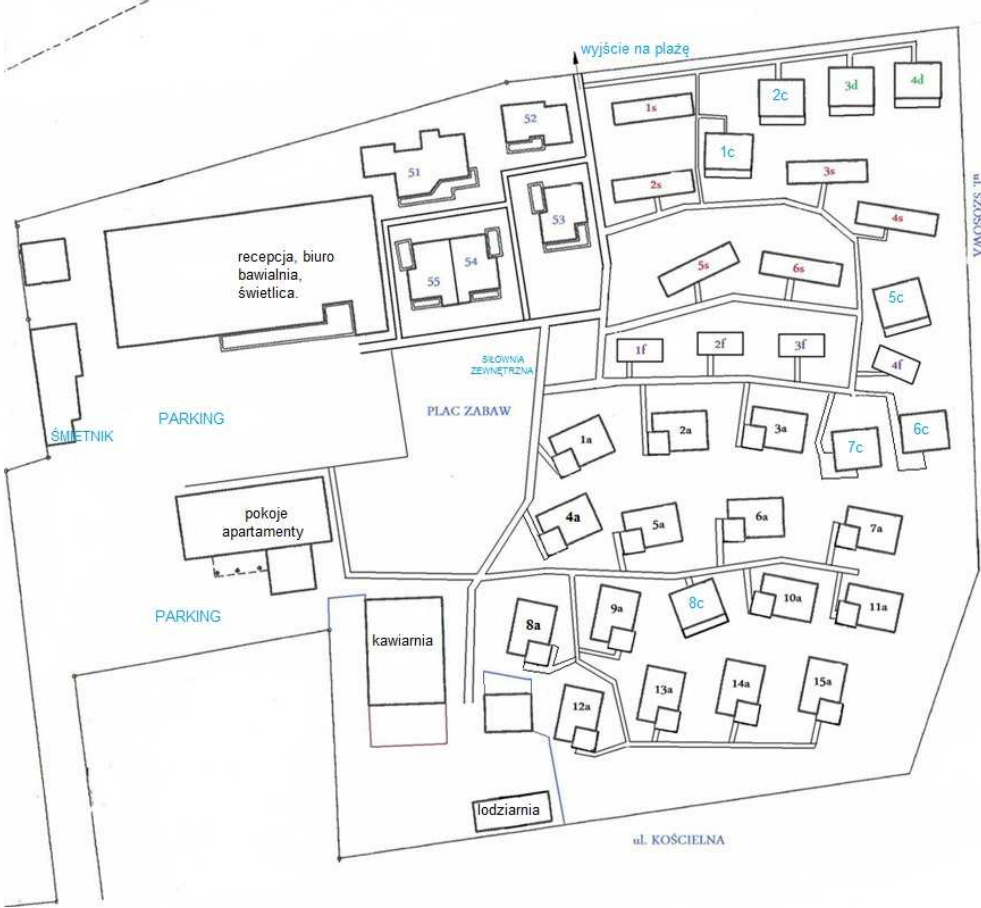 wyjście na plażę
52
51
53
54
55
1s
2c
3d
4d
1c
2s
3s
4s
ul. SZOSOWA
recepcja, biuro
bawialnia,
świetlica.
5s
6s
5c
1f
2f
3f
4f
SIŁOWNIA
ZEWNĘTRZNA
PLAC ZABAW
PARKING
ŚMIETNIK
1a
2a
3a
7c
6c
pokoje
apartamenty
4a
5a
6a
7a
PARKING
kawiarnia
8a
9a
8c
10a
11a
12a
13a
14a
15a
lodziarnia
ul. KOŚCIELNA